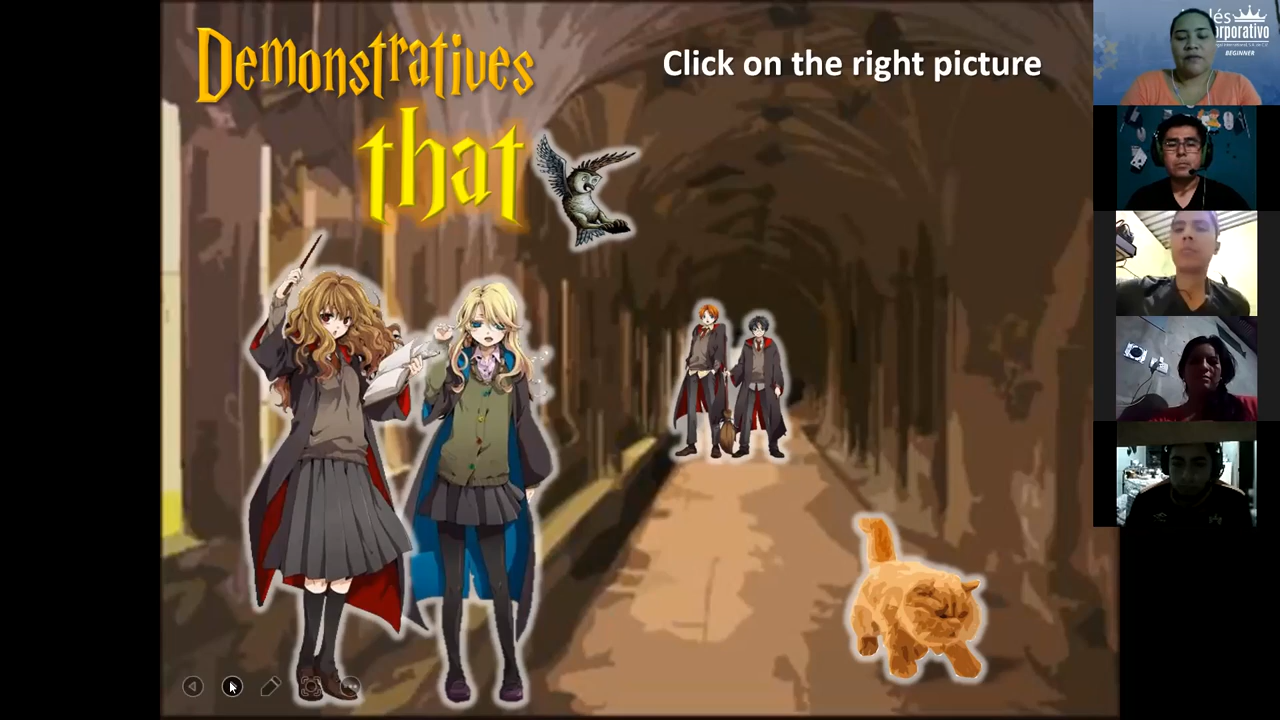 Demonstratives
that
Click on the right picture
BEGINNER